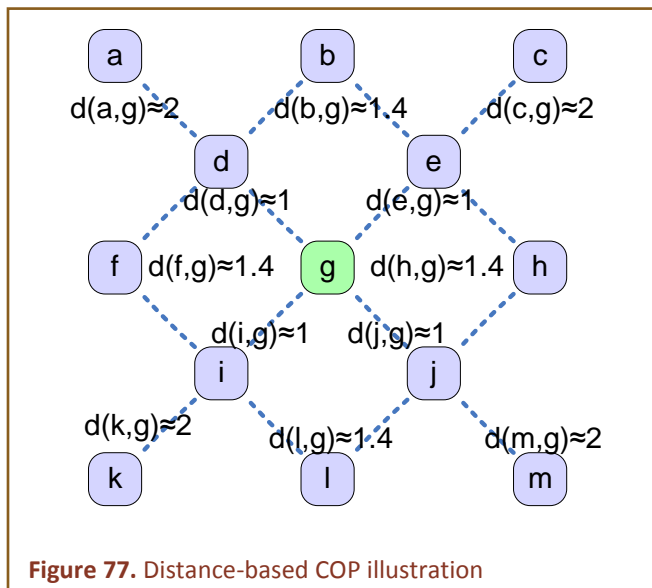 a b c
d(a,g)≈2 d(b,g)≈1.4 d(c,g)≈2
d e
d(d,g)≈1 d(e,g)≈1
f d(f,g)≈1.4 g d(h,g)≈1.4 h
d(i,g)≈1 d(j,g)≈1
i j
d(k,g)≈2 d(l,g)≈1.4 d(m,g)≈2
k l m
Figure 77. Distance-based COP illustration